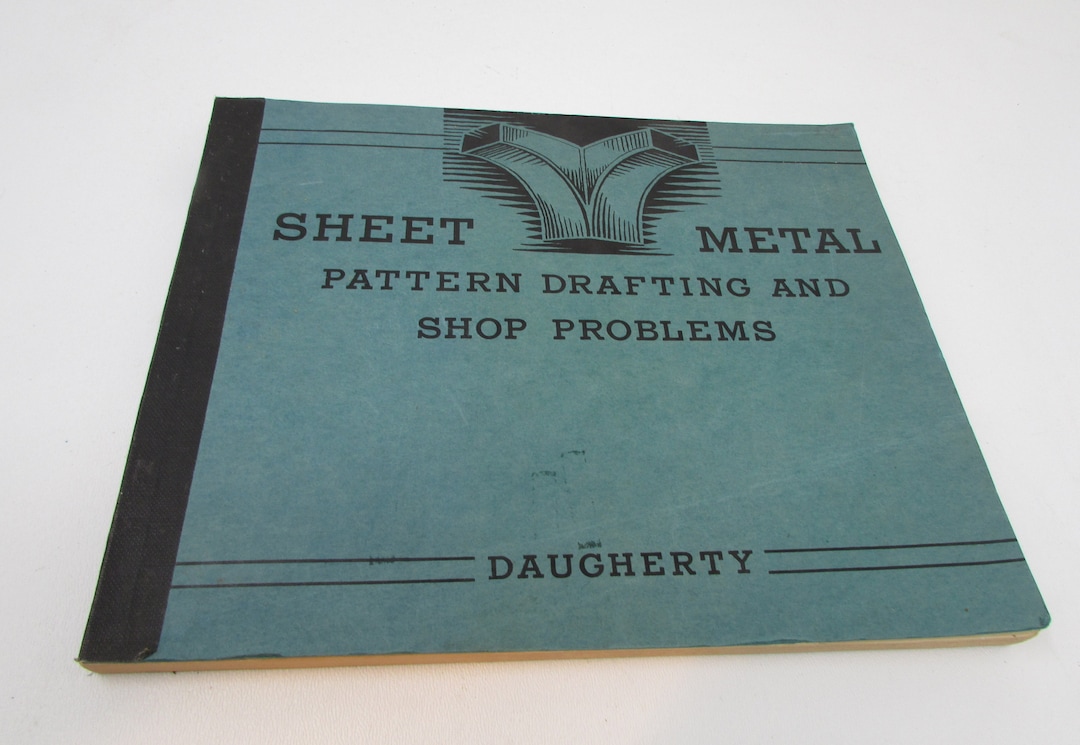 SHEET METAL
PATTERN DRAFTING AND
SHOP PROBLEMS
DAUGHERTY